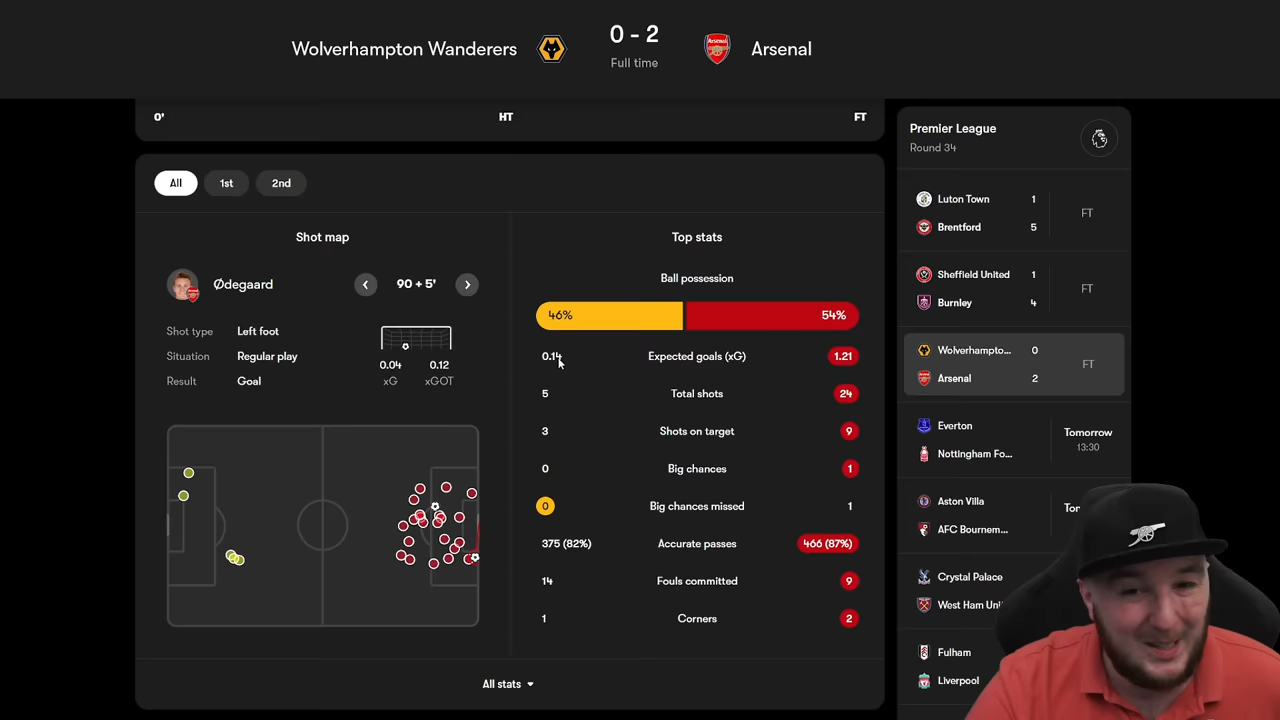 Wolverhampton Wanderers 0 - 2 Arsenal
Full time
0' HT FT
All 1st 2nd
Shot map
Ødegaard 90 + 5'
Shot type Left foot
Situation Regular play
Result Goal
0.04 0.12
xG xGOT
Top stats
Ball possession
46% 54%
0.14 Expected goals (xG) 1.21
5 Total shots 24
3 Shots on target 9
0 Big chances 1
0 Big chances missed 1
375 (82%) Accurate passes 466 (87%)
14 Fouls committed 9
1 Corners 2
All stats
Premier League
Round 34
Luton Town 1
Brentford 5
FT
Sheffield United 1
Burnley 4
FT
Wolverhampto... 0
Arsenal 2
FT
Everton
Nottingham Fo...
Tomorrow
13:30
Aston Villa
AFC Bournem...
Crystal Palace
West Ham Uni
Fulham
Liverpool